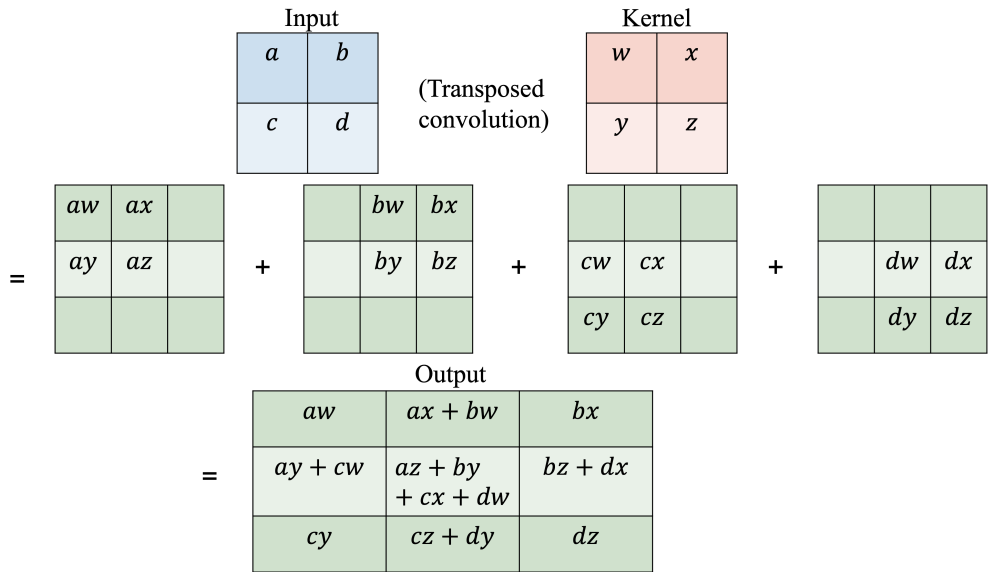 Input Kernel
a b w x
(Transposed
convolution)
c d y z
aw ax bw bx
= ay az + by bz + cw cx + dw dx
cy cz dy dz
Output
aw ax + bw bx
= ay + cw az + by bz + dx
+ cx + dw
cy cz + dy dz